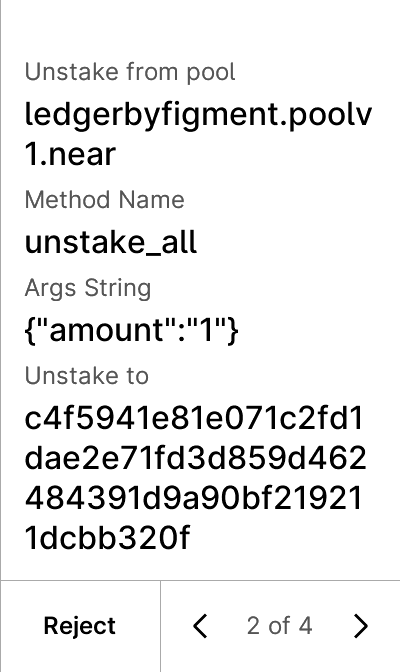 Unstake from pool
ledgerbyfigment.poolv
1.near
Method Name
unstake_all
Args String
{"amount":"1"}
Unstake to
c4f5941e81e071c2fd1
dae2e71fd3d859d462
484391d9a90bf21921
1dcbb320f
Reject
2 of 4